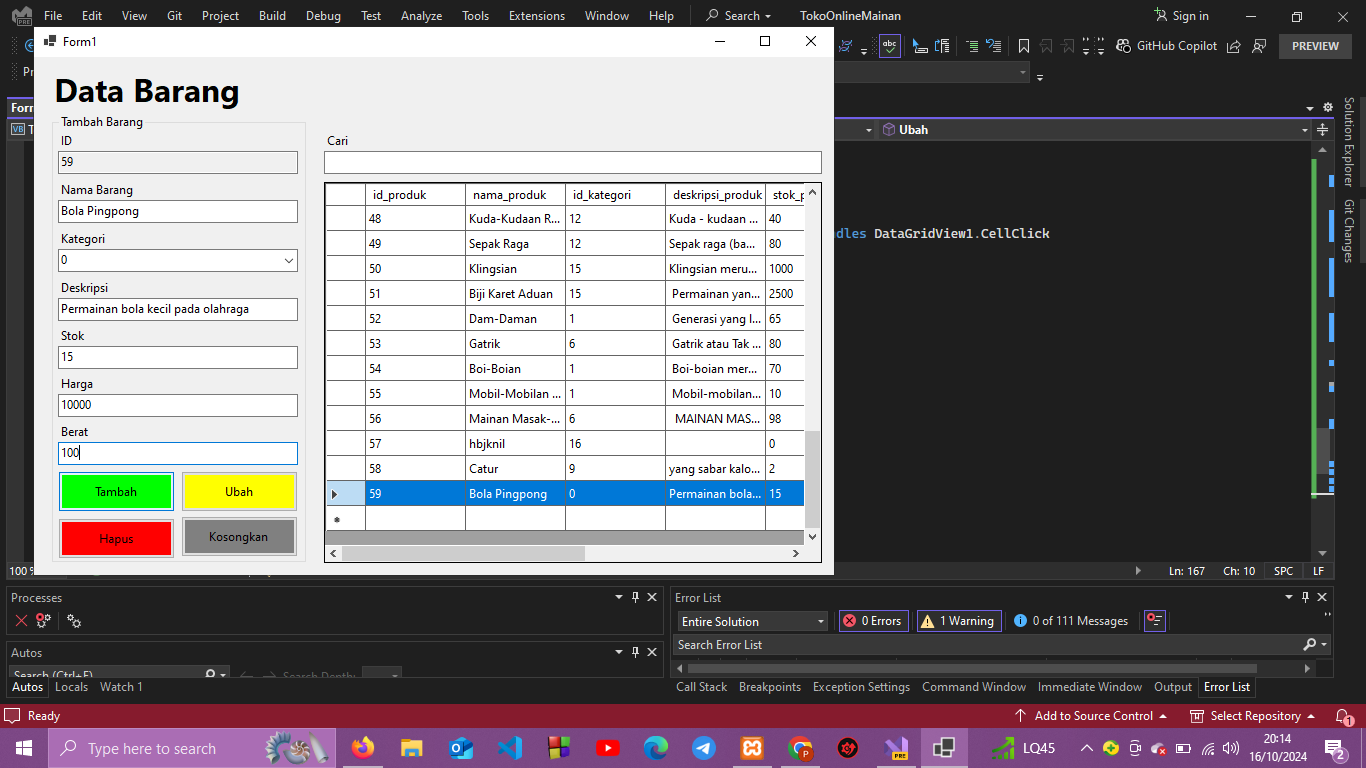 File Edit View Git Project Build Debug Test Analyze Tools Extensions Window Help Search TokoOnlineMainan Sign in
Form1
GitHub Copilot PREVIEW
Data Barang
Tambah Barang
ID
59
Nama Barang
Bola Pingpong
Kategori
0
Deskripsi
Permainan bola kecil pada olahraga
Stok
15
Harga
10000
Berat
100
Tambah Ubah
Hapus Kosongkan
Cari
id_produk nama_produk id_kategori deskripsi_produk stok_p
48 Kuda-Kudaan R... 12 Kuda - kudaan ... 40
49 Sepak Raga 12 Sepak raga (ba... 80
50 Klingsian 15 Klingsian meru... 1000
51 Biji Karet Aduan 15 Permainan yan... 2500
52 Dam-Daman 1 Generasi yang l... 65
53 Gatrik 6 Gatrik atau Tak ... 80
54 Boi-Boian 1 Boi-boian mer... 70
55 Mobil-Mobilan ... 1 Mobil-mobilan... 10
56 Mainan Masak-... 6 MAINAN MAS... 98
57 hbjknil 16 0
58 Catur 9 yang sabar kalo... 2
59 Bola Pingpong 0 Permainan bola... 15
*
Ubah
dles DataGridView1.CellClick
Solution Explorer
Git Changes
100 %
Ln: 167 Ch: 10 SPC LF
Processes
Autos
Search (Ctrl+E) Search Depth:
Autos Locals Watch 1
Error List
Entire Solution 0 Errors 1 Warning 0 of 111 Messages
Search Error List
Call Stack Breakpoints Exception Settings Command Window Immediate Window Output Error List
Ready Add to Source Control Select Repository 1
Type here to search LQ45 20:14
16/10/2024 2